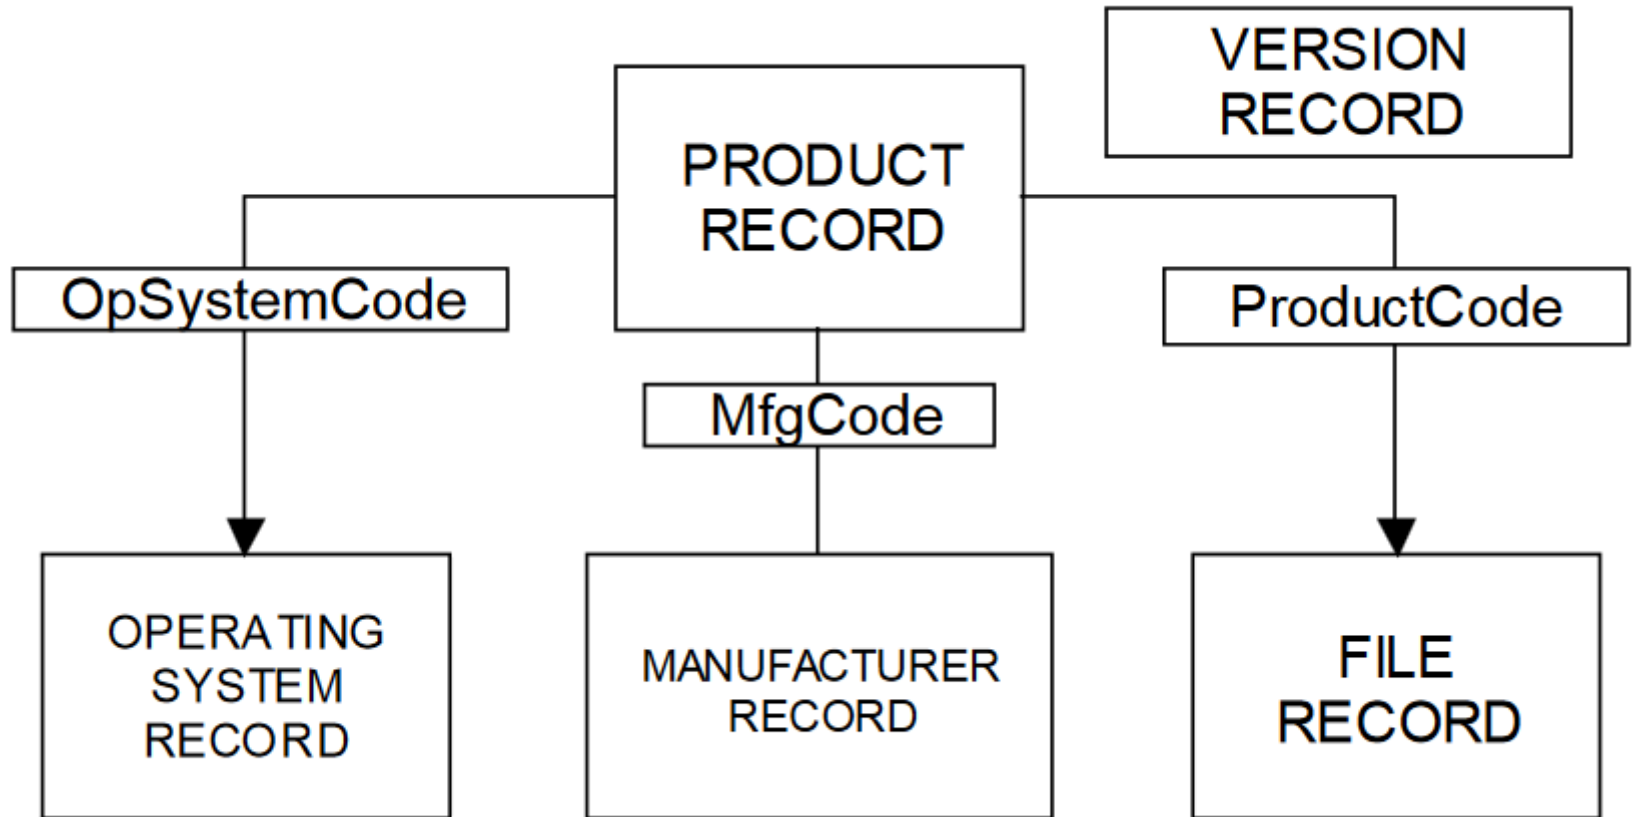 VERSION
RECORD
PRODUCT
RECORD
OpSystemCode
ProductCode
MfgCode
OPERATING
SYSTEM
RECORD
MANUFACTURER
RECORD
FILE
RECORD